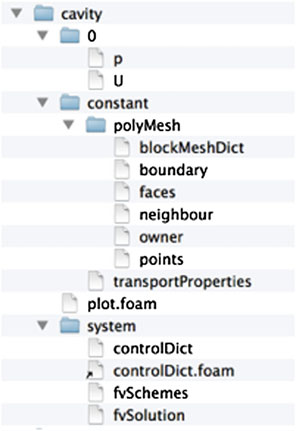 cavity
0
p
U
constant
polyMesh
blockMeshDict
boundary
faces
neighbour
owner
points
transportProperties
plot.foam
system
controlDict
controlDict.foam
fvSchemes
fvSolution